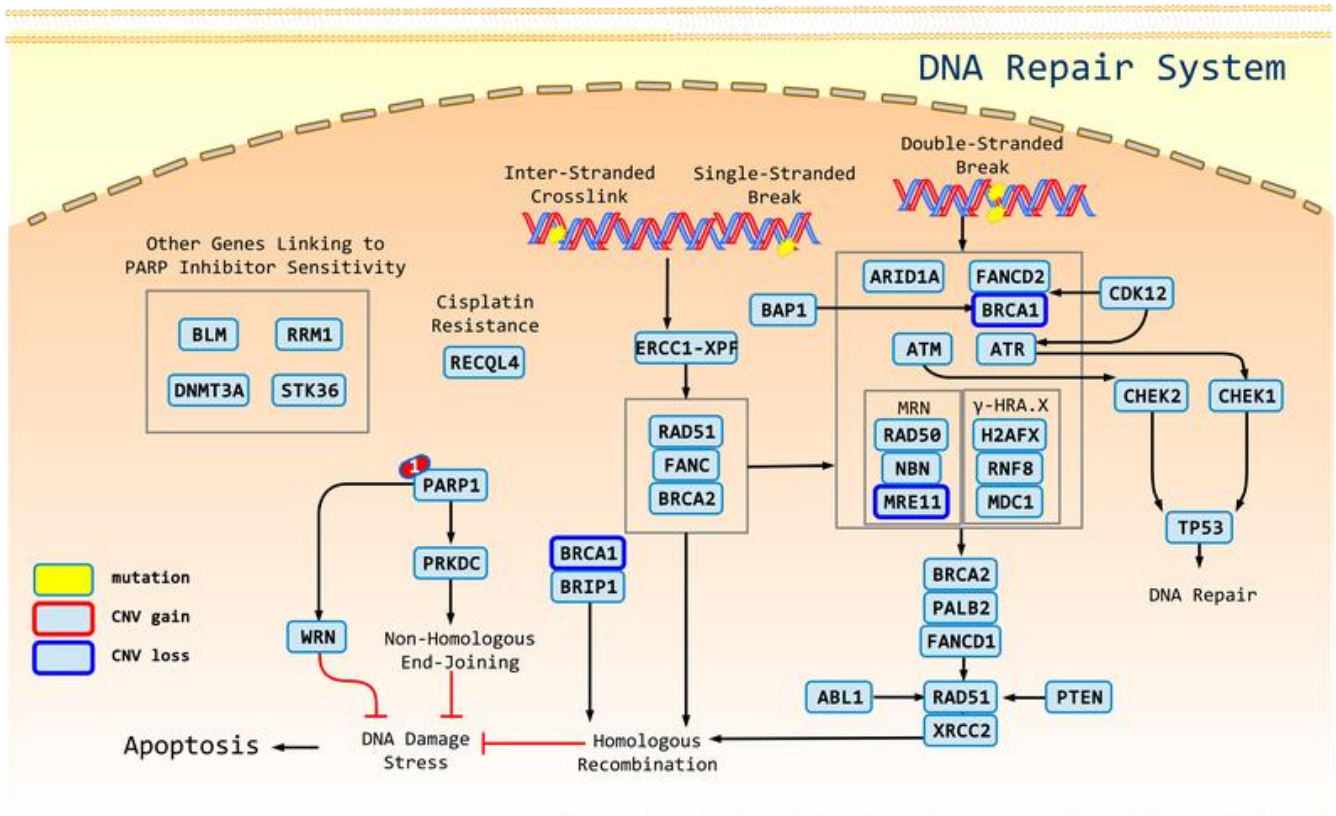 DNA Repair System
Double-Stranded
Break
Inter-Stranded
Crosslink
Single-Stranded
Break
Other Genes Linking to
PARP Inhibitor Sensitivity
BLM
RRM1
DNMT3A
STK36
Cisplatin
Resistance
RECQL4
ERCC1-XPF
BAP1
ARID1A
FANCD2
BRCA1
CDK12
ATM
ATR
CHEK2
CHEK1
MRN
RAD50
NBN
MRE11
γ-HRA.X
H2AFX
RNF8
MDC1
RAD51
FANC
BRCA2
1
PARP1
PRKDC
BRCA1
BRIP1
TP53
DNA Repair
BRCA2
PALB2
FANCD1
mutation
CNV gain
CNV loss
WRN
Non-Homologous
End-Joining
ABL1
RAD51
PTEN
XRCC2
Apoptosis
DNA Damage
Stress
Homologous
Recombination